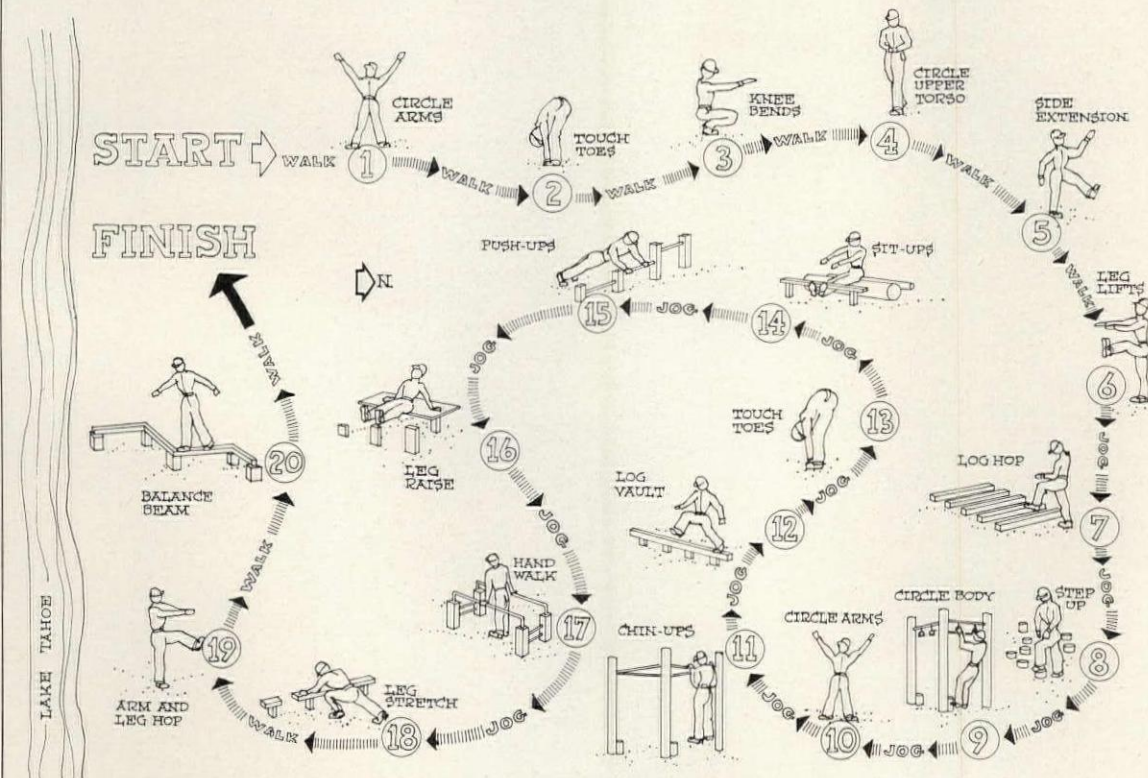 START
WALK
1
CIRCLE
ARMS
WALK
2
TOUCH
TOES
WALK
3
KNEE
BENDS
WALK
4
CIRCLE
UPPER
TORSO
WALK
5
SIDE
EXTENSION
WALK
6
LEG
LIFTS
JOG
7
LOG HOP
JOG
8
STEP
UP
JOG
9
CIRCLE BODY
JOG
10
CIRCLE ARMS
JOG
11
CHIN-UPS
JOG
12
LOG
VAULT
JOG
13
TOUCH
TOES
JOG
14
SIT-UPS
JOG
15
PUSH-UPS
JOG
16
LEG
RAISE
JOG
17
HAND
WALK
JOG
18
LEG
STRETCH
WALK
19
ARM AND
LEG HOP
WALK
20
BALANCE
BEAM
WALK
FINISH
N
LAKE TAHOE